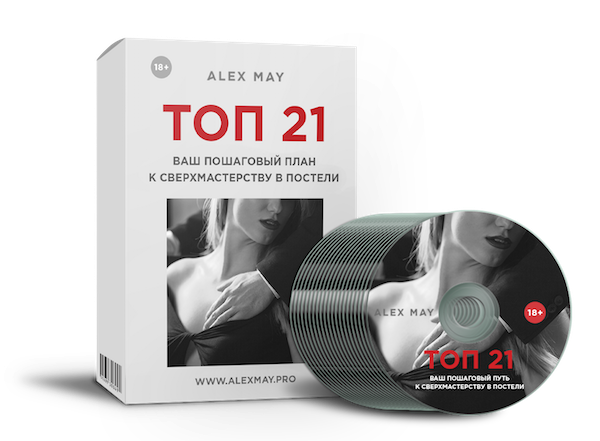 18+
ALEX MAY
ТОП 21
ВАШ ПОШАГОВЫЙ ПЛАН
К СВЕРХМАСТЕРСТВУ В ПОСТЕЛИ
WWW.ALEXMAY.PRO
ALEX MAY
18+
ТОП 21
ВАШ ПОШАГОВЫЙ ПУТЬ
К СВЕРХМАСТЕРСТВУ В ПОСТЕЛИ